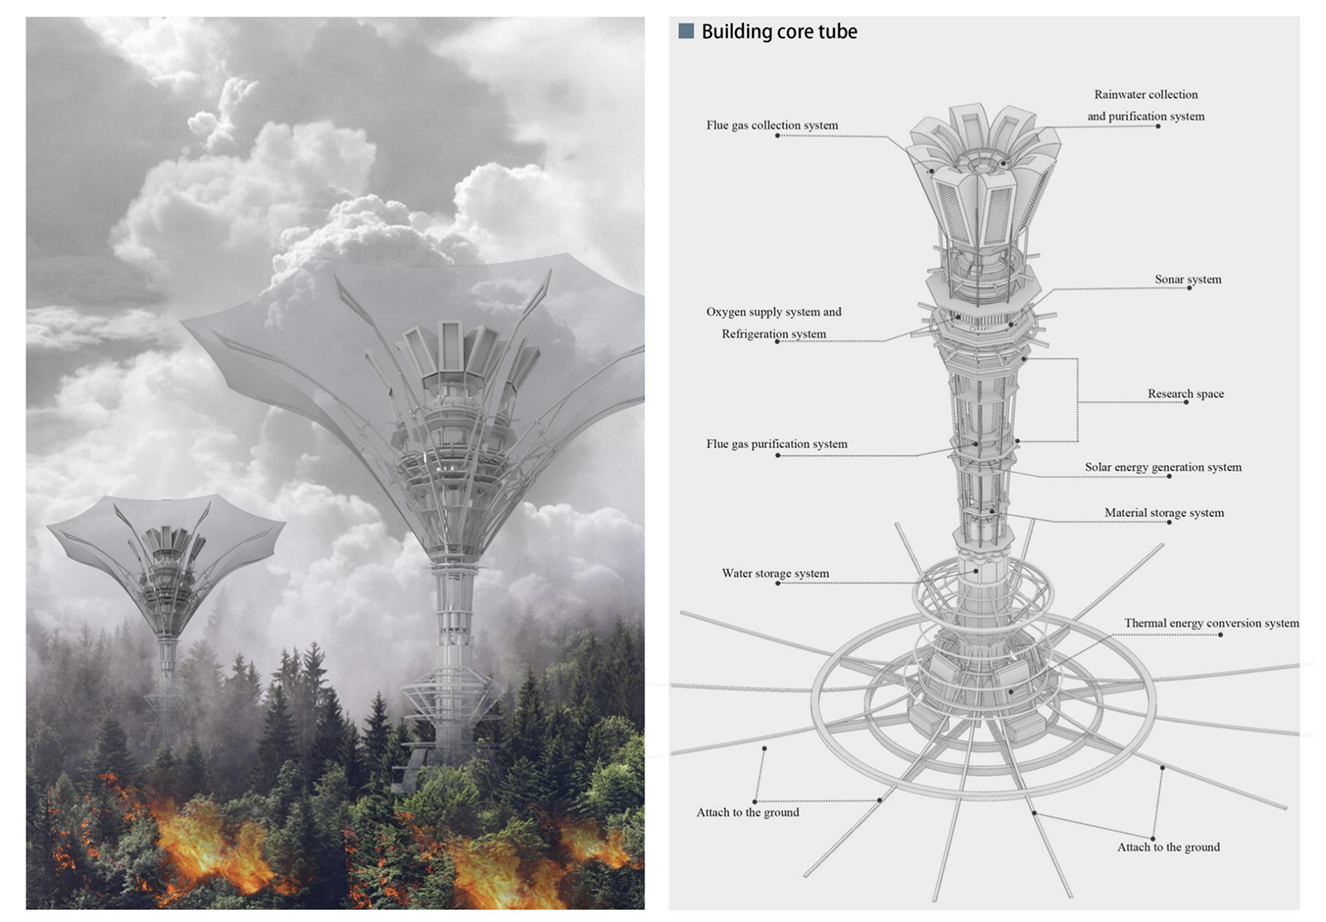 Building core tube
Rainwater collection
and purification system
Flue gas collection system
Sonar system
Oxygen supply system and
Refrigeration system
Research space
Flue gas purification system
Solar energy generation system
Material storage system
Water storage system
Thermal energy conversion system
Attach to the ground
Attach to the ground